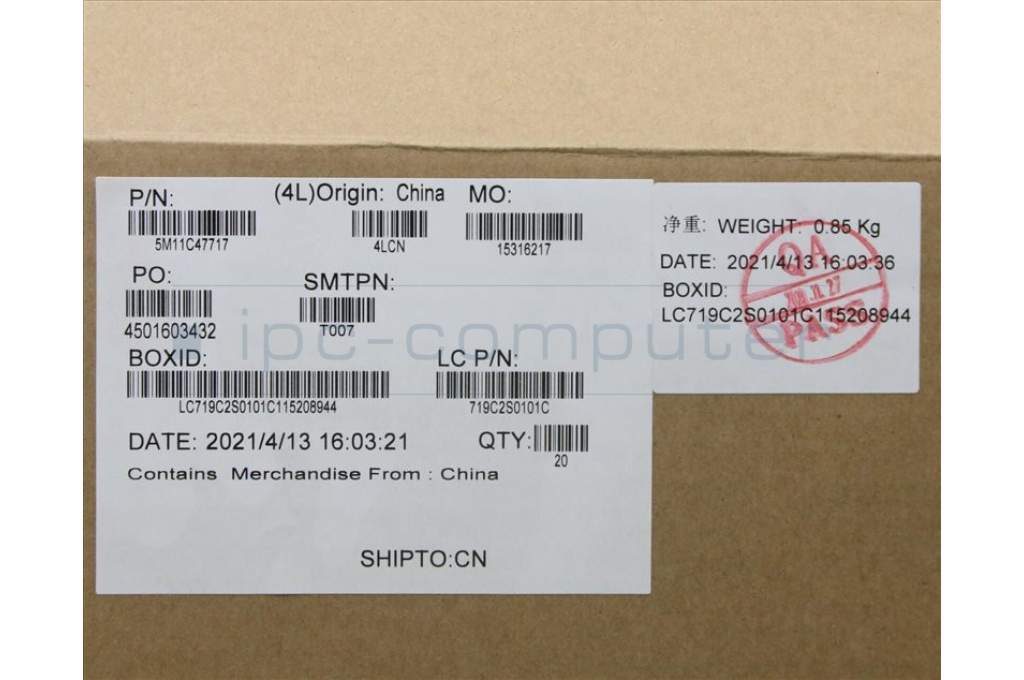 P/N:
5M11C47717
(4L)Origin: China
4LCN
MO:
15316217
PO:
4501603432
SMTPN:
T007
BOXID:
LC719C2S0101C115208944
LC P/N:
719C2S0101C
DATE: 2021/4/13 16:03:21
QTY:
20
Contains Merchandise From : China
SHIPTO:CN
净重: WEIGHT: 0.85 Kg
DATE: 2021/4/13 16:03:36
BOXID:
LC719C2S0101C115208944
QA
PASS
ipc-computer